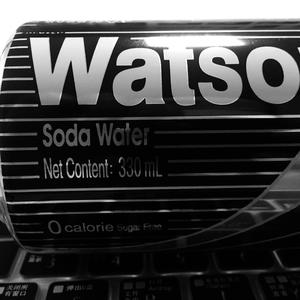 Watso
Soda Water
Net Content: 330 mL
0 calorie Sugar Free